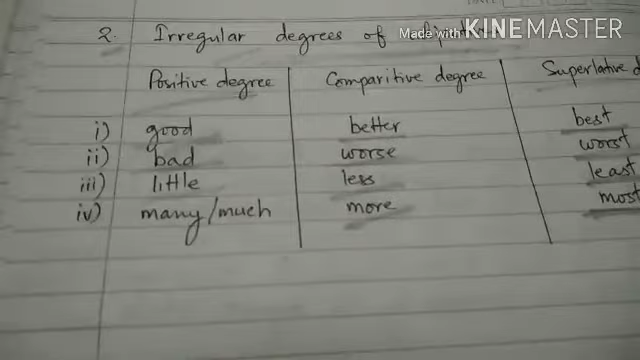 Made with KINEMASTER
2. Irregular degrees of
Positive degree Comparitive degree Superlative d
i) good better best
ii) bad worse worst
iii) little less least
iv) many/much more most